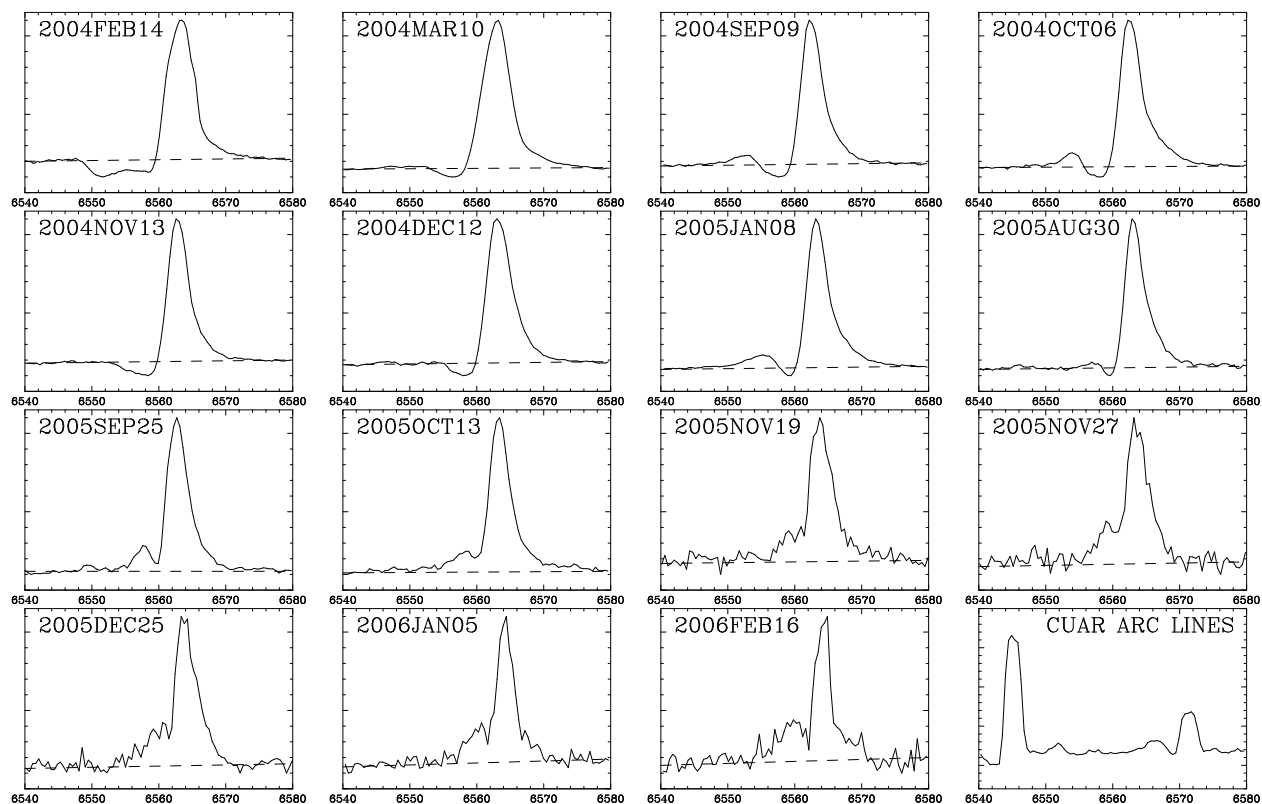 2004FEB14 2004MAR10 2004SEP09 2004OCT06
6540 6550 6560 6570 6580 6540 6550 6560 6570 6580 6540 6550 6560 6570 6580 6540 6550 6560 6570 6580
2004NOV13 2004DEC12 2005JAN08 2005AUG30
6540 6550 6560 6570 6580 6540 6550 6560 6570 6580 6540 6550 6560 6570 6580 6540 6550 6560 6570 6580
2005SEP25 2005OCT13 2005NOV19 2005NOV27
6540 6550 6560 6570 6580 6540 6550 6560 6570 6580 6540 6550 6560 6570 6580 6540 6550 6560 6570 6580
2005DEC25 2006JAN05 2006FEB16 CUAR ARC LINES
6540 6550 6560 6570 6580 6540 6550 6560 6570 6580 6540 6550 6560 6570 6580 6540 6550 6560 6570 6580